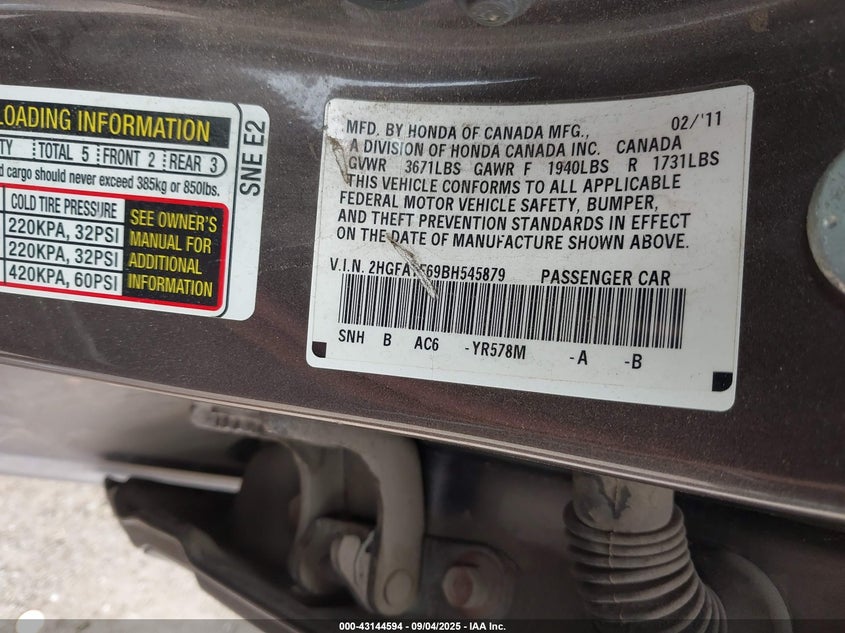 LOADING INFORMATION
TOTAL 5 FRONT 2 REAR 3
cargo should never exceed 385kg or 850lbs.
COLD TIRE PRESSURE
220KPA, 32PSI
220KPA, 32PSI
420KPA, 60PSI
SEE OWNER'S
MANUAL FOR
ADDITIONAL
INFORMATION
SNE E2
MFD. BY HONDA OF CANADA MFG., 02/'11
A DIVISION OF HONDA CANADA INC. CANADA
GVWR 3671LBS GAWR F 1940LBS R 1731LBS
THIS VEHICLE CONFORMS TO ALL APPLICABLE
FEDERAL MOTOR VEHICLE SAFETY, BUMPER,
AND THEFT PREVENTION STANDARDS IN EFFECT
ON THE DATE OF MANUFACTURE SHOWN ABOVE.
V.I.N. PASSENGER CAR
SNH B AC6 -YR578M -A -B
000-43144594 - 09/04/2025 - IAA Inc.